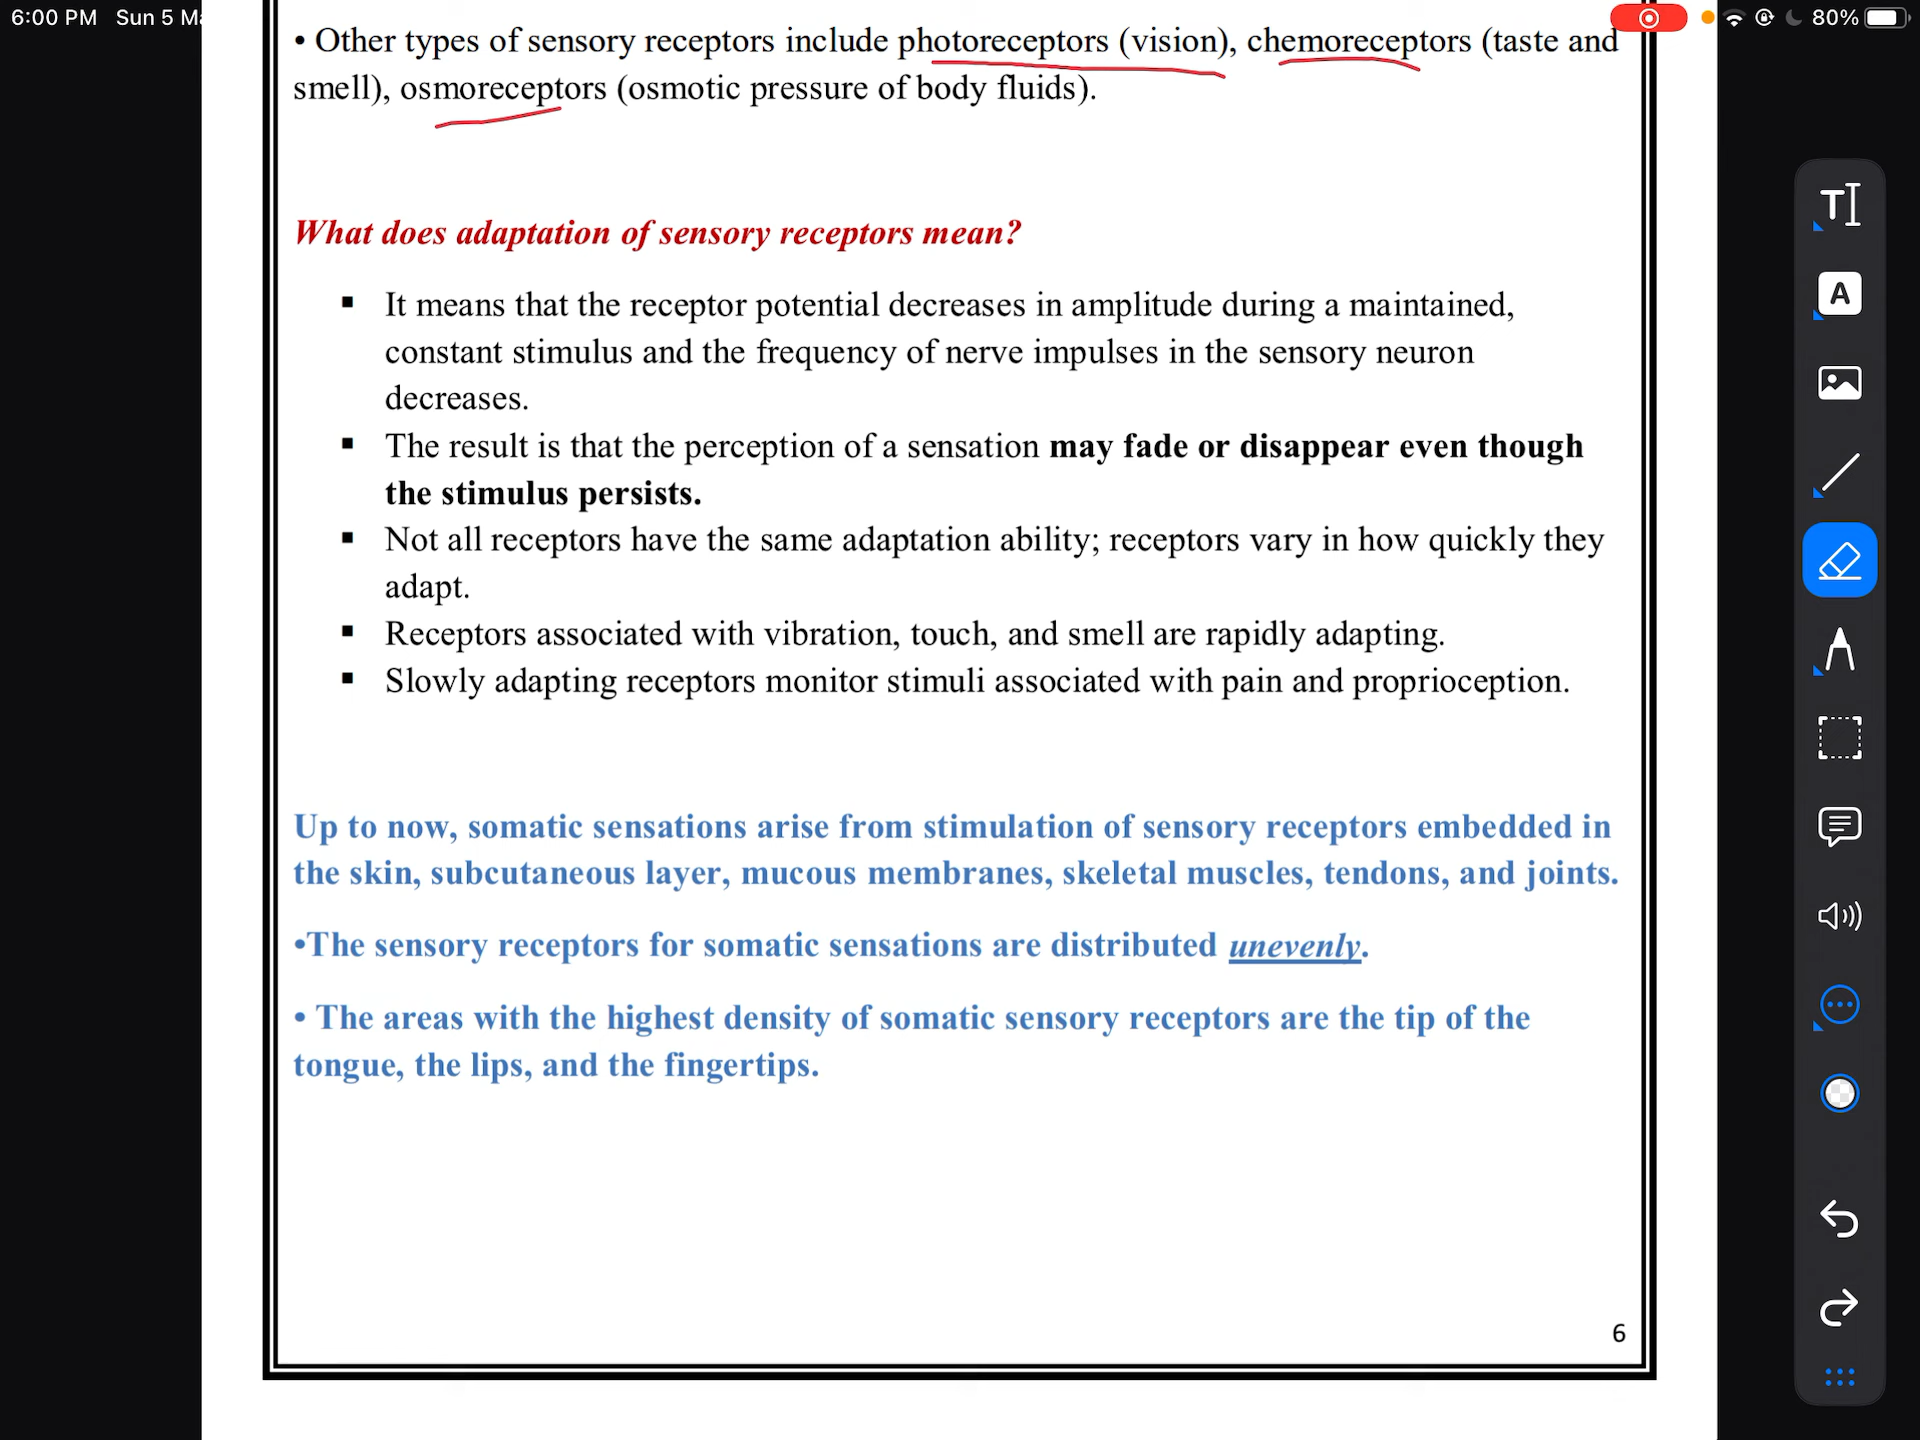 6:00 PM Sun 5 Ma
80%
• Other types of sensory receptors include photoreceptors (vision), chemoreceptors (taste and
smell), osmoreceptors (osmotic pressure of body fluids).
What does adaptation of sensory receptors mean?
▪ It means that the receptor potential decreases in amplitude during a maintained,
constant stimulus and the frequency of nerve impulses in the sensory neuron
decreases.
▪ The result is that the perception of a sensation may fade or disappear even though
the stimulus persists.
▪ Not all receptors have the same adaptation ability; receptors vary in how quickly they
adapt.
▪ Receptors associated with vibration, touch, and smell are rapidly adapting.
▪ Slowly adapting receptors monitor stimuli associated with pain and proprioception.
Up to now, somatic sensations arise from stimulation of sensory receptors embedded in
the skin, subcutaneous layer, mucous membranes, skeletal muscles, tendons, and joints.
•The sensory receptors for somatic sensations are distributed unevenly.
• The areas with the highest density of somatic sensory receptors are the tip of the
tongue, the lips, and the fingertips.
6
T
A